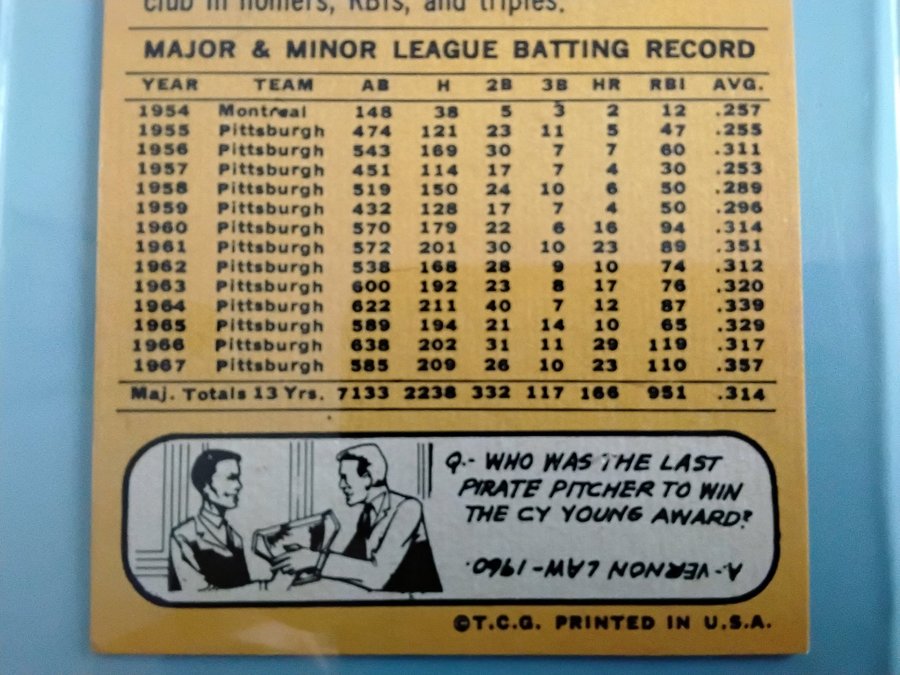 club in homers, RBIs, and triples.
MAJOR & MINOR LEAGUE BATTING RECORD
YEAR TEAM AB H 2B 3B HR RBI AVG.
1954 Montreal 148 38 5 3 2 12 .257
1955 Pittsburgh 474 121 23 11 5 47 .255
1956 Pittsburgh 543 169 30 7 7 60 .311
1957 Pittsburgh 451 114 17 7 4 30 .253
1958 Pittsburgh 519 150 24 10 6 50 .289
1959 Pittsburgh 432 128 17 7 4 50 .296
1960 Pittsburgh 570 179 22 6 16 94 .314
1961 Pittsburgh 572 201 30 10 23 89 .351
1962 Pittsburgh 538 168 28 9 10 74 .312
1963 Pittsburgh 600 192 23 8 17 76 .320
1964 Pittsburgh 622 211 40 7 12 87 .339
1965 Pittsburgh 589 194 21 14 10 65 .329
1966 Pittsburgh 638 202 31 11 29 119 .317
1967 Pittsburgh 585 209 26 10 23 110 .357
Maj. Totals 13 Yrs. 7133 2238 332 117 166 951 .314
Q.- WHO WAS THE LAST
PIRATE PITCHER TO WIN
THE CY YOUNG AWARD?
A.-VERNON LAW-1960.
©T.C.G. PRINTED IN U.S.A.